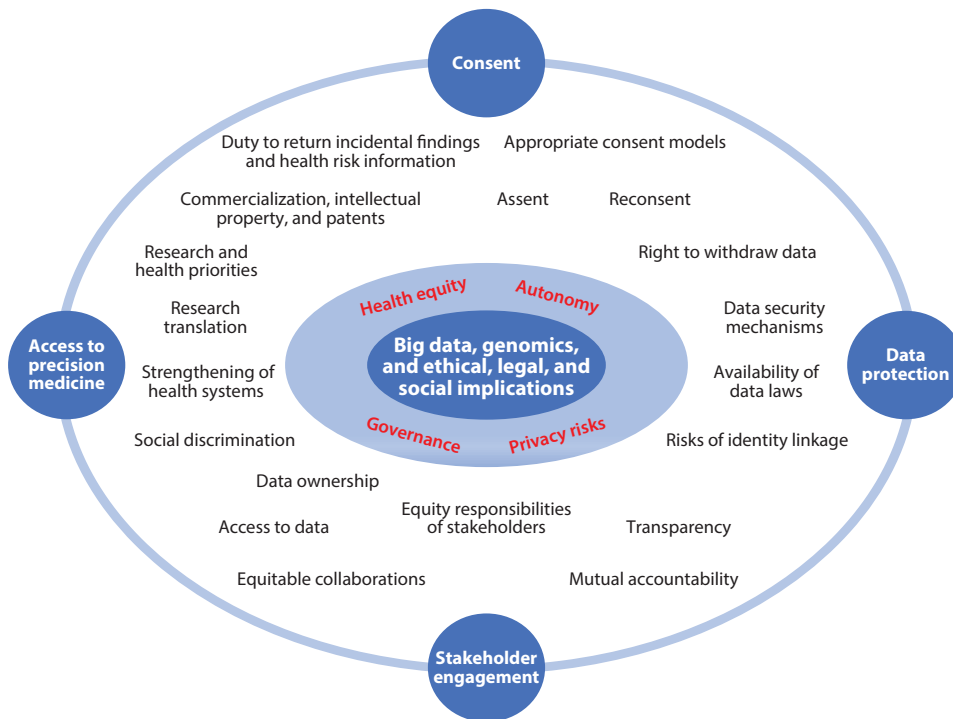 Consent
Duty to return incidental findings
and health risk information
Appropriate consent models
Commercialization, intellectual
property, and patents
Assent
Reconsent
Research and
health priorities
Right to withdraw data
Health equity
Autonomy
Research
translation
Data security
mechanisms
Access to
precision
medicine
Big data, genomics,
and ethical, legal, and
social implications
Data
protection
Strengthening of
health systems
Availability of
data laws
Governance
Privacy risks
Social discrimination
Risks of identity linkage
Data ownership
Access to data
Equity responsibilities
of stakeholders
Transparency
Equitable collaborations
Mutual accountability
Stakeholder
engagement